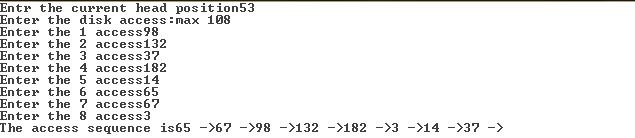 Entr the current head position53
Enter the disk access:max 108
Enter the 1 access98
Enter the 2 access132
Enter the 3 access37
Enter the 4 access182
Enter the 5 access14
Enter the 6 access65
Enter the 7 access67
Enter the 8 access3
The access sequence is65 ->67 ->98 ->132 ->182 ->3 ->14 ->37 ->